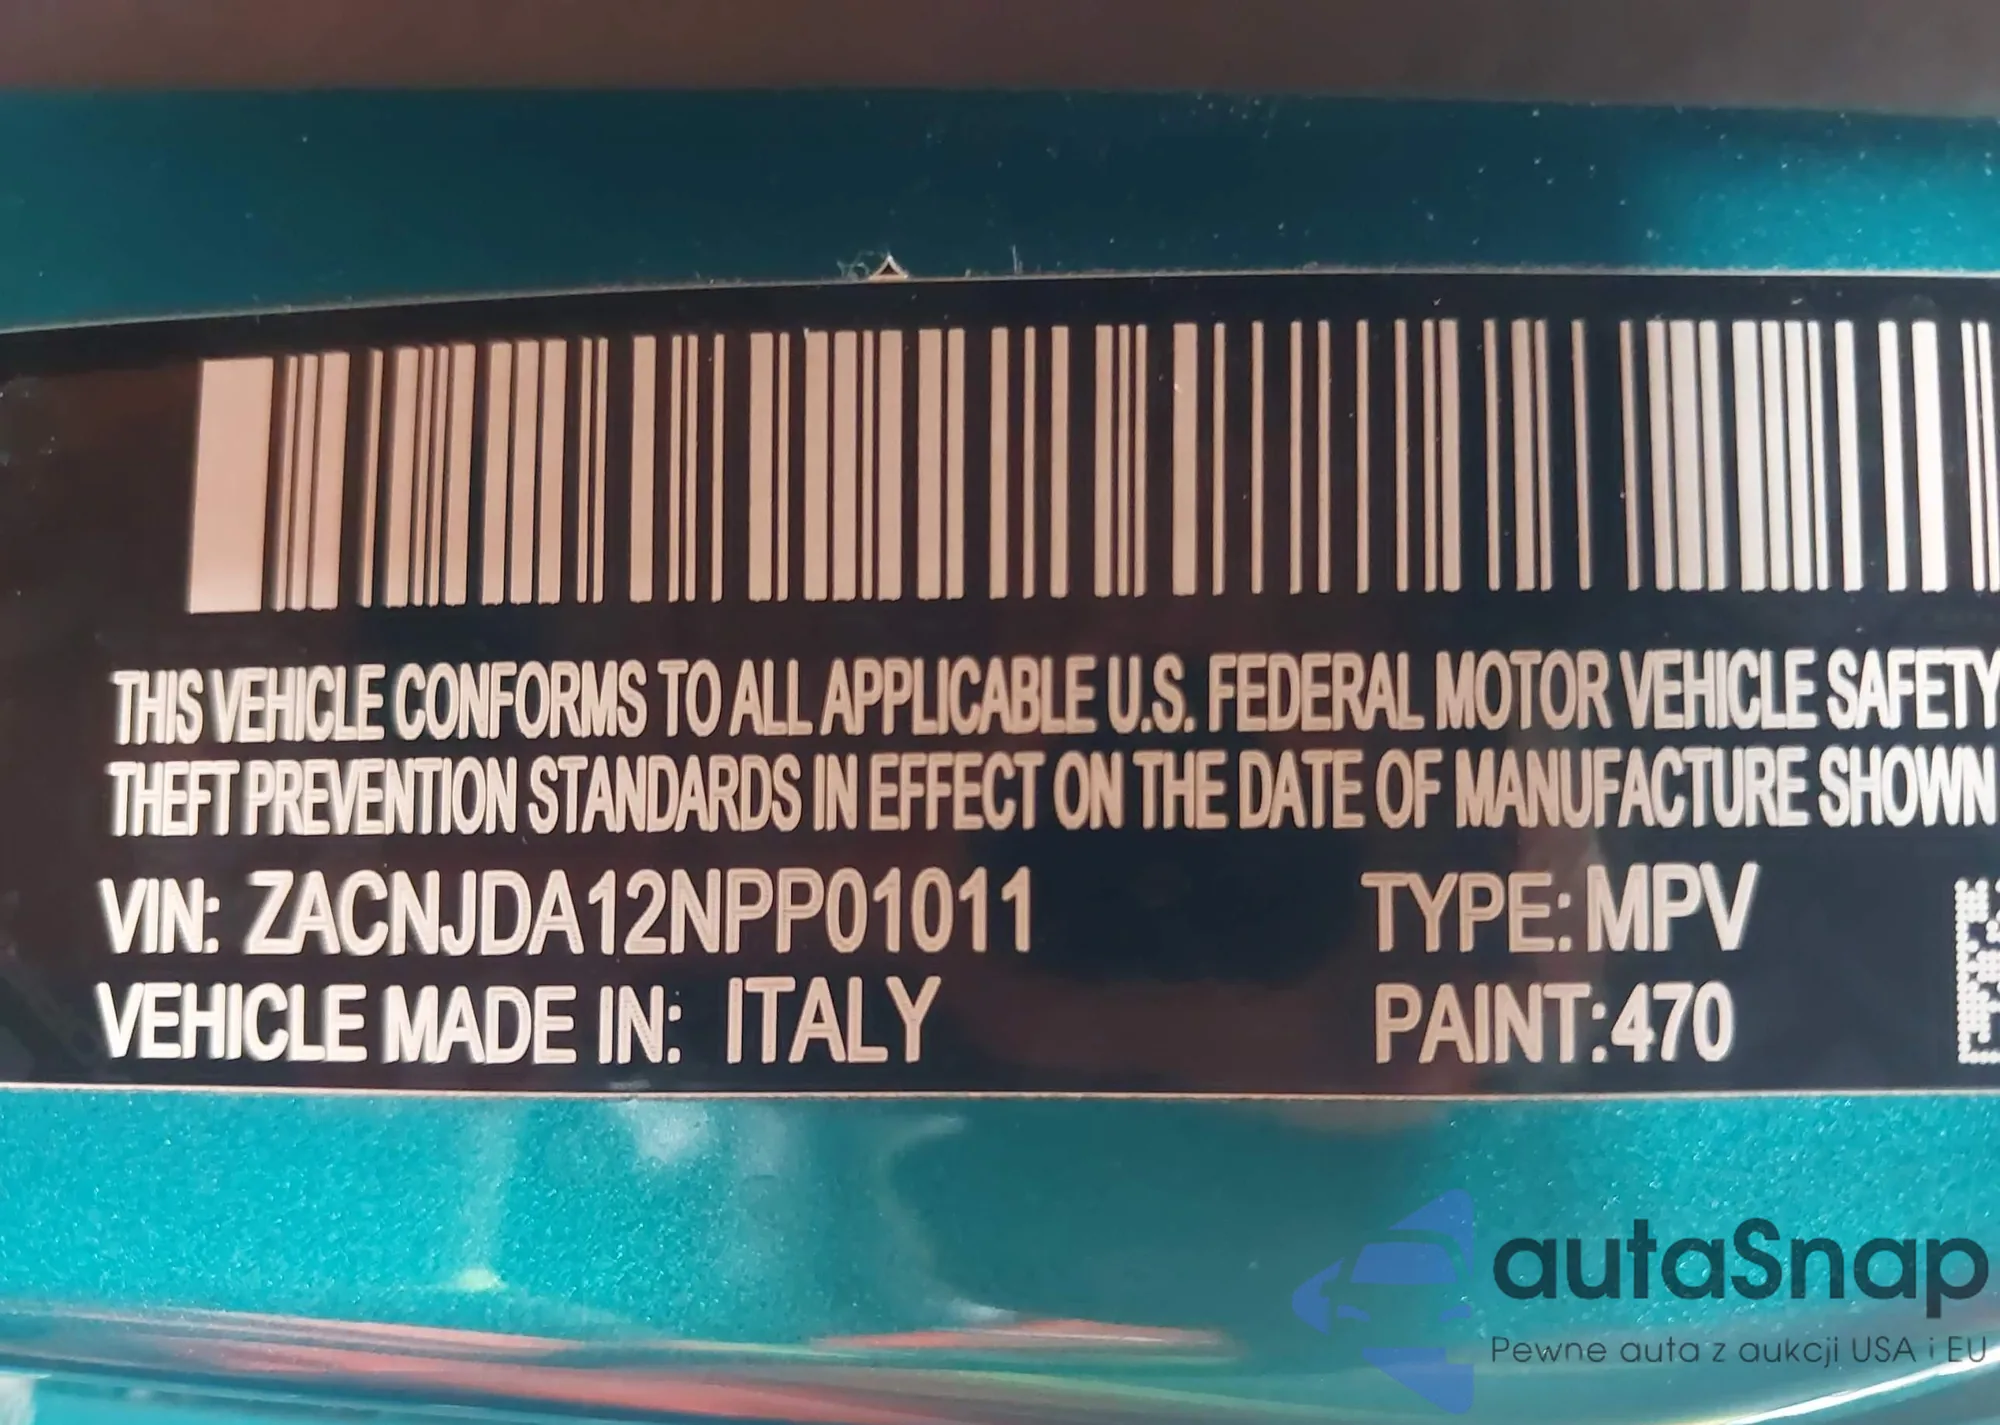 THIS VEHICLE CONFORMS TO ALL APPLICABLE U.S. FEDERAL MOTOR VEHICLE SAFETY
THEFT PREVENTION STANDARDS IN EFFECT ON THE DATE OF MANUFACTURE SHOWN
VIN: ZACNJDA12NPP01011 TYPE: MPV
VEHICLE MADE IN: ITALY PAINT:470
autaSnap
Pewne auta z aukcji USA i EU